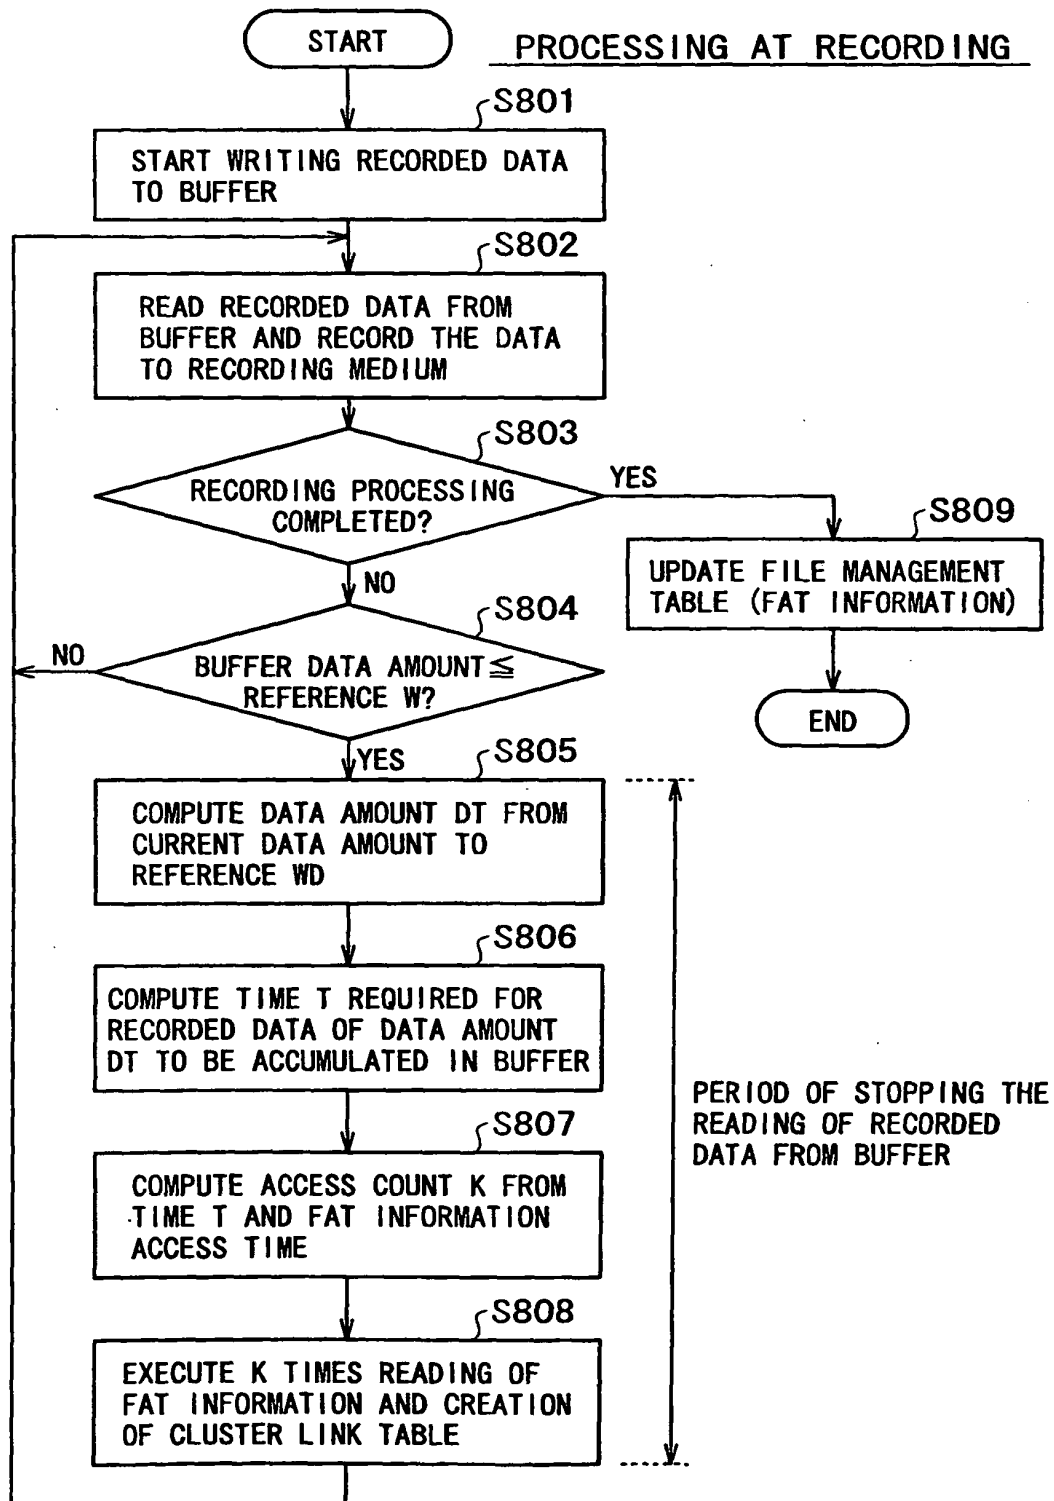 START
PROCESSING AT RECORDING
S801
START WRITING RECORDED DATA
TO BUFFER
S802
READ RECORDED DATA FROM
BUFFER AND RECORD THE DATA
TO RECORDING MEDIUM
S803
RECORDING PROCESSING
COMPLETED?
YES
NO
S809
UPDATE FILE MANAGEMENT
TABLE (FAT INFORMATION)
END
S804
BUFFER DATA AMOUNT≦
REFERENCE W?
NO
YES
S805
COMPUTE DATA AMOUNT DT FROM
CURRENT DATA AMOUNT TO
REFERENCE WD
S806
COMPUTE TIME T REQUIRED FOR
RECORDED DATA OF DATA AMOUNT
DT TO BE ACCUMULATED IN BUFFER
S807
COMPUTE ACCESS COUNT K FROM
TIME T AND FAT INFORMATION
ACCESS TIME
S808
EXECUTE K TIMES READING OF
FAT INFORMATION AND CREATION
OF CLUSTER LINK TABLE
PERIOD OF STOPPING THE
READING OF RECORDED
DATA FROM BUFFER